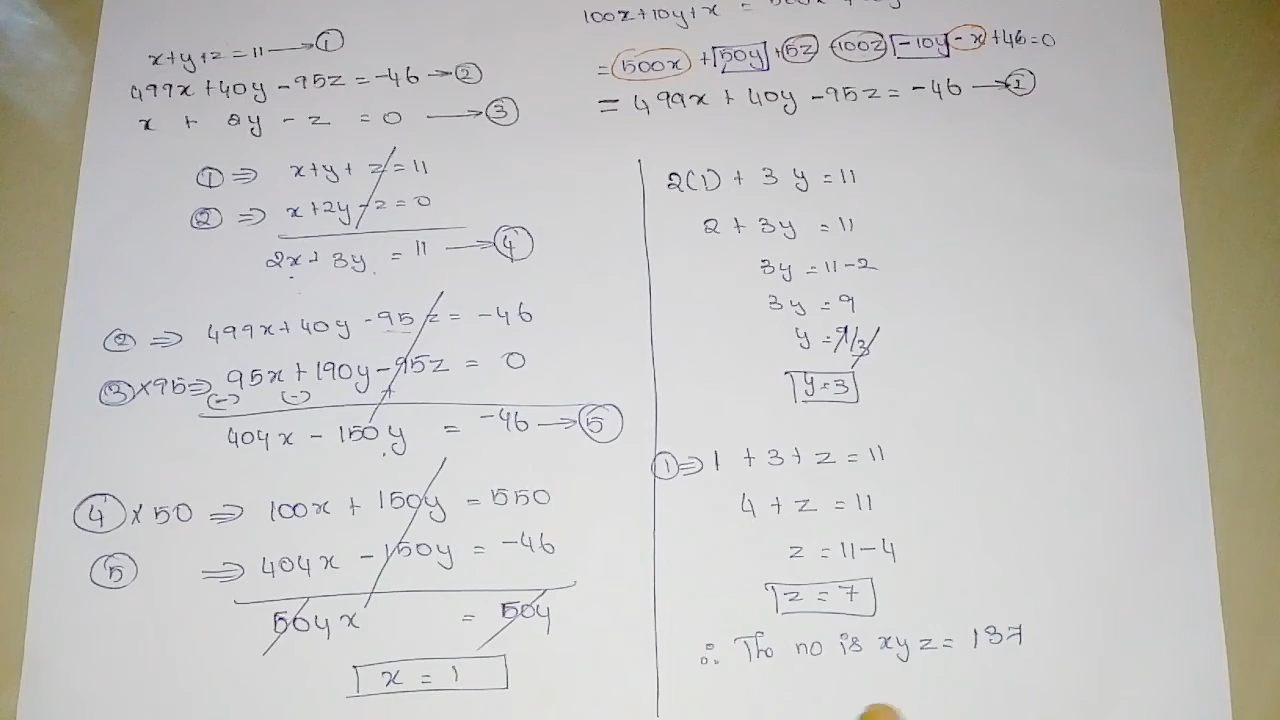 x+y+z = 11 → ①
499x+40y-95z = -46 → ②
x + 2y - z = 0 → ③
① ⇒ x+y+z = 11
② ⇒ x+2y-z = 0
2x+3y = 11 → ④
② ⇒ 499x+40y-95z = -46
③×95 ⇒ 95x+190y-95z = 0
(-) (-) +
404x - 150y = -46 → ⑤
④ × 50 ⇒ 100x + 150y = 550
⑤ ⇒ 404x - 150y = -46
504x = 504
x = 1
100z+10y+x =
= 500x + 50y + 5z - 100z - 10y - x + 46 = 0
= 499x + 40y - 95z = -46 → ②
2(1) + 3y = 11
2 + 3y = 11
3y = 11-2
3y = 9
y = 9/3
y = 3
① ⇒ 1 + 3 + z = 11
4 + z = 11
z = 11-4
z = 7
∴ The no is xyz = 137